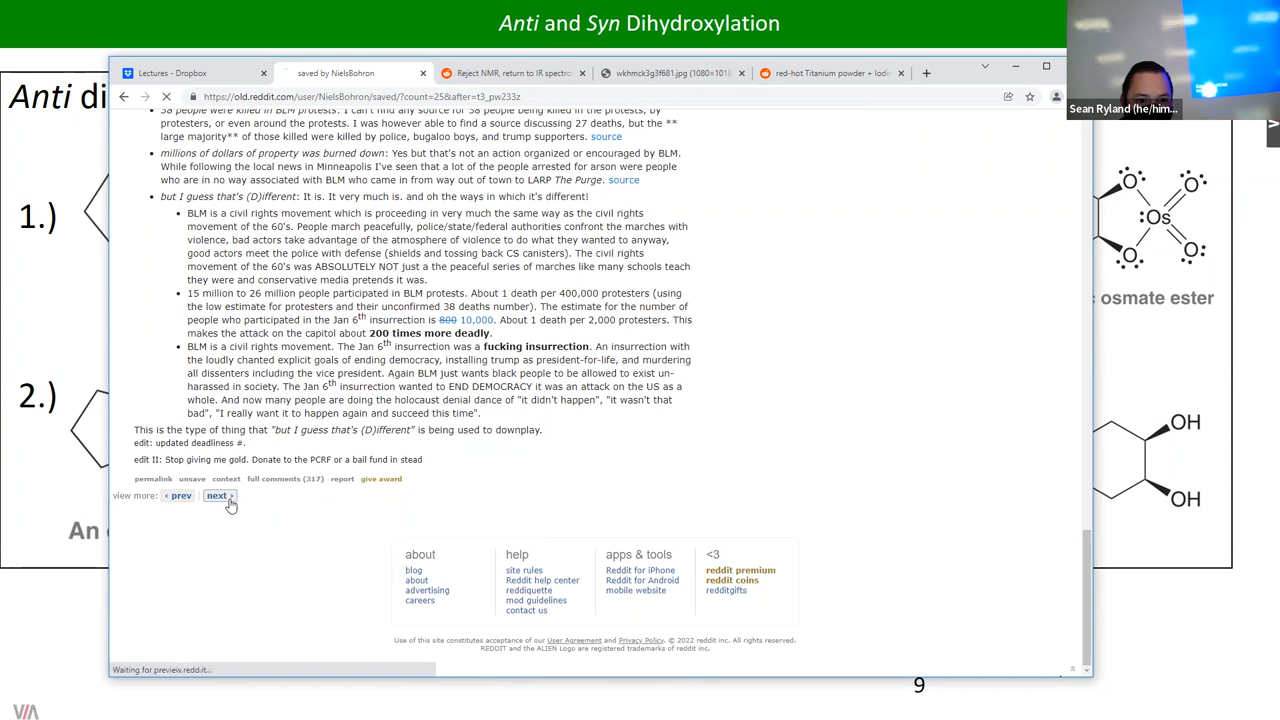 Anti and Syn Dihydroxylation
Sean Ryland (he/him...
Lectures - Dropbox
saved by NielsBohron
Reject NMR, return to IR spectro
wkhmck3g3f681.jpg (1080×1018
red-hot Titanium powder + Iodin
https://old.reddit.com/user/NielsBohron/saved/?count=25&after=t3_pw233z
Anti di
1.)
2.)
An
38 people were killed in BLM protests: I can't find any source for 38 people being killed in the protests, by
protesters, or even around the protests. I was however able to find a source discussing 27 deaths, but the **
large majority** of those killed were killed by police, bugaloo boys, and trump supporters. source
• millions of dollars of property was burned down: Yes but that's not an action organized or encouraged by BLM.
While following the local news in Minneapolis I've seen that a lot of the people arrested for arson were people
who are in no way associated with BLM who came in from way out of town to LARP The Purge. source
• but I guess that's (D)ifferent: It is. It very much is. and oh the ways in which it's different!
• BLM is a civil rights movement which is proceeding in very much the same way as the civil rights
movement of the 60's. People march peacefully, police/state/federal authorities confront the marches with
violence, bad actors take advantage of the atmosphere of violence to do what they wanted to anyway,
good actors meet the police with defense (shields and tossing back CS canisters). The civil rights
movement of the 60's was ABSOLUTELY NOT just a the peaceful series of marches like many schools teach
they were and conservative media pretends it was.
• 15 million to 26 million people participated in BLM protests. About 1 death per 400,000 protesters (using
the low estimate for protesters and their unconfirmed 38 deaths number). The estimate for the number of
people who participated in the Jan 6th insurrection is 800 10,000. About 1 death per 2,000 protesters. This
makes the attack on the capitol about 200 times more deadly.
• BLM is a civil rights movement. The Jan 6th insurrection was a fucking insurrection. An insurrection with
the loudly chanted explicit goals of ending democracy, installing trump as president-for-life, and murdering
all dissenters including the vice president. Again BLM just wants black people to be allowed to exist un-
harassed in society. The Jan 6th insurrection wanted to END DEMOCRACY it was an attack on the US as a
whole. And now many people are doing the holocaust denial dance of "it didn't happen", "it wasn't that
bad", "I really want it to happen again and succeed this time".
This is the type of thing that "but I guess that's (D)ifferent" is being used to downplay.
edit: updated deadliness #.
edit II: Stop giving me gold. Donate to the PCRF or a bail fund in stead
permalink unsave context full comments (317) report give award
view more: ‹ prev | next ›
about
blog
about
advertising
careers
help
site rules
Reddit help center
reddiquette
mod guidelines
contact us
apps & tools
Reddit for iPhone
Reddit for Android
mobile website
<3
reddit premium
reddit coins
redditgifts
Use of this site constitutes acceptance of our User Agreement and Privacy Policy. © 2022 reddit inc. All rights reserved.
REDDIT and the ALIEN Logo are registered trademarks of reddit inc.
Waiting for preview.redd.it...
O
O
Os
O
O
c osmate ester
OH
OH
9
VIA